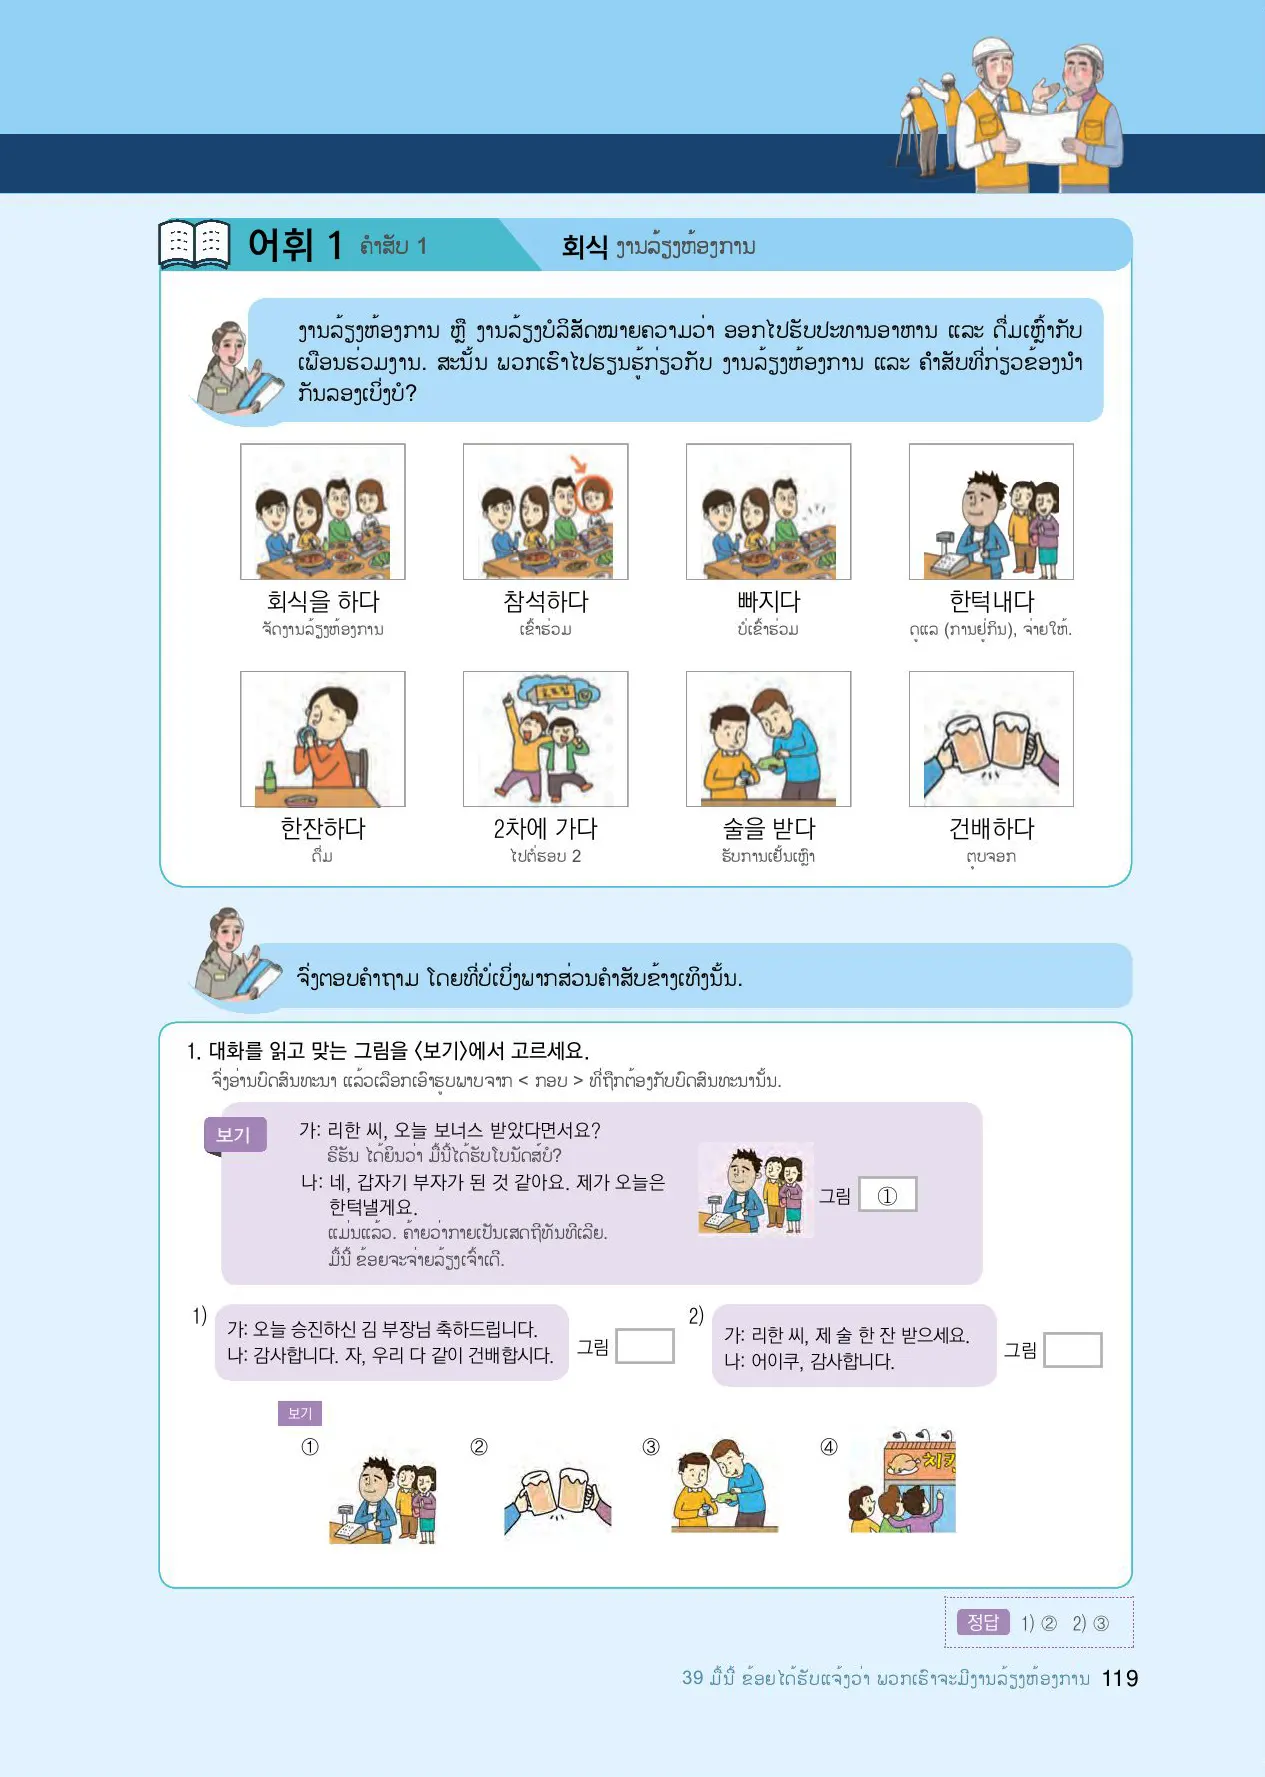 어휘 1 ຄຳສັບ 1
회식 ງານລ້ຽງຫ້ອງການ
ງານລ້ຽງຫ້ອງການ ຫຼື ງານລ້ຽງບໍລິສັດໝາຍຄວາມວ່າ ອອກໄປຮັບປະທານອາຫານ ແລະ ດື່ມເຫຼົ້າກັບ
ເພື່ອນຮ່ວມງານ. ສະນັ້ນ ພວກເຮົາໄປຮຽນຮູ້ກ່ຽວກັບ ງານລ້ຽງຫ້ອງການ ແລະ ຄຳສັບທີ່ກ່ຽວຂ້ອງນຳ
ກັນລອງເບິ່ງບໍ?
회식을 하다 참석하다 빠지다 한턱내다
ຈັດງານລ້ຽງຫ້ອງການ ເຂົ້າຮ່ວມ ບໍ່ເຂົ້າຮ່ວມ ດູແລ (ການຢູ່ກິນ), ຈ່າຍໃຫ້.
한잔하다 2차에 가다 술을 받다 건배하다
ດື່ມ ໄປຕໍ່ຮອບ 2 ຮັບການເຢັ້ນເຫຼົ້າ ຕຸບຈອກ
ຈົ່ງຕອບຄຳຖາມ ໂດຍທີ່ບໍ່ເບິ່ງພາກສ່ວນຄຳສັບຂ້າງເທິງນັ້ນ.
1. 대화를 읽고 맞는 그림을 〈보기〉에서 고르세요.
ຈົ່ງອ່ານບົດສົນທະນາ ແລ້ວເລືອກເອົາຮູບພາບຈາກ < ກອບ > ທີ່ຖືກຕ້ອງກັບບົດສົນທະນານັ້ນ.
보기
가: 리한 씨, 오늘 보너스 받았다면서요?
ຣີຮັນ ໄດ້ຍິນວ່າ ມື້ນີ້ໄດ້ຮັບໂບນັດສ໌ບໍ?
나: 네, 갑자기 부자가 된 것 같아요. 제가 오늘은
한턱낼게요.
ແມ່ນແລ້ວ. ຄ້າຍວ່າກາຍເປັນເສດຖີທັນທີເລີຍ.
ມື້ນີ້ ຂ້ອຍຈະຈ່າຍລ້ຽງເຈົ້າເດີ.
그림 ①
1)
가: 오늘 승진하신 김 부장님 축하드립니다.
나: 감사합니다. 자, 우리 다 같이 건배합시다.
그림
2)
가: 리한 씨, 제 술 한 잔 받으세요.
나: 어이쿠, 감사합니다.
그림
보기
① ② ③ ④
치킨
정답 1) ② 2) ③
39 ມື້ນີ້ ຂ້ອຍໄດ້ຮັບແຈ້ງວ່າ ພວກເຮົາຈະມີງານລ້ຽງຫ້ອງການ 119